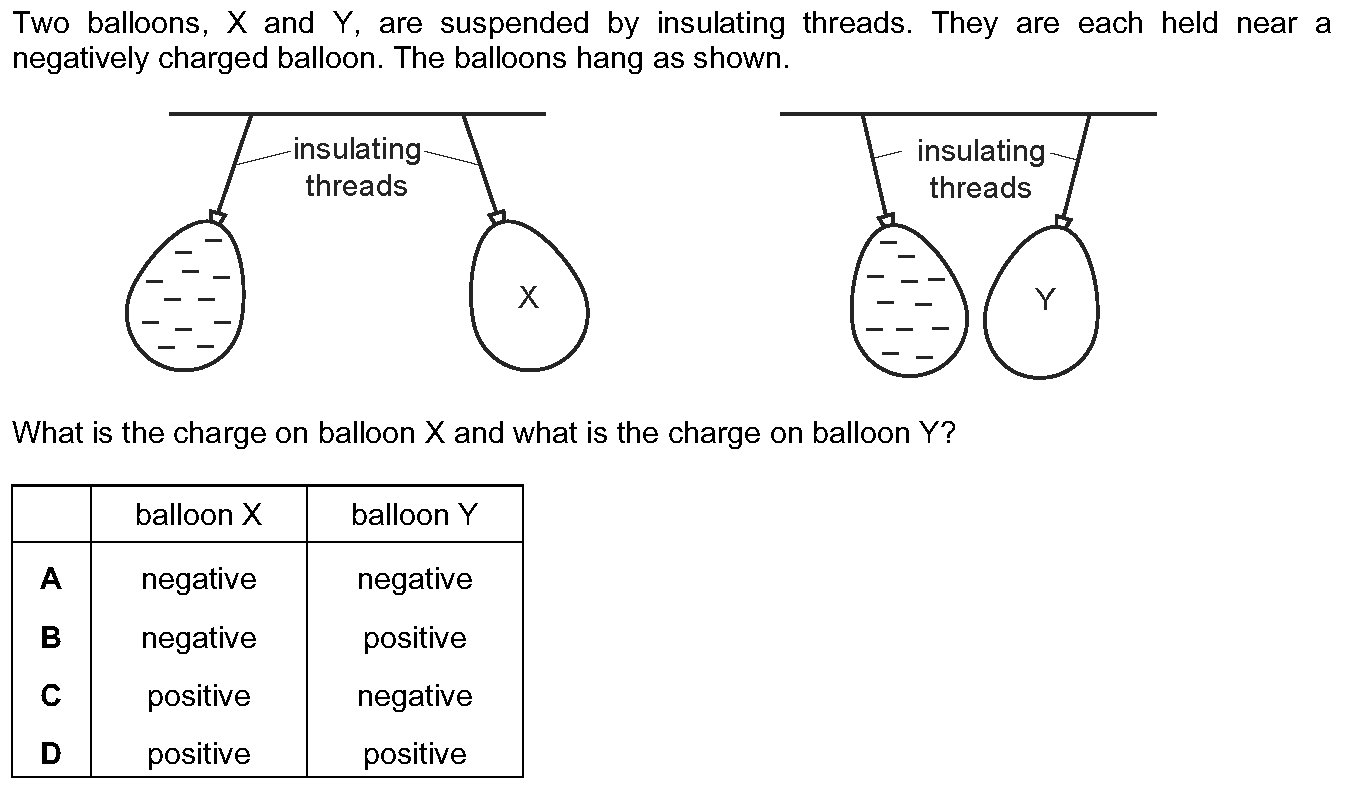 Two balloons, X and Y, are suspended by insulating threads. They are each held near a
negatively charged balloon. The balloons hang as shown.
insulating
threads
X
insulating
threads
Y
What is the charge on balloon X and what is the charge on balloon Y?
balloon X balloon Y
A negative negative
B negative positive
C positive negative
D positive positive